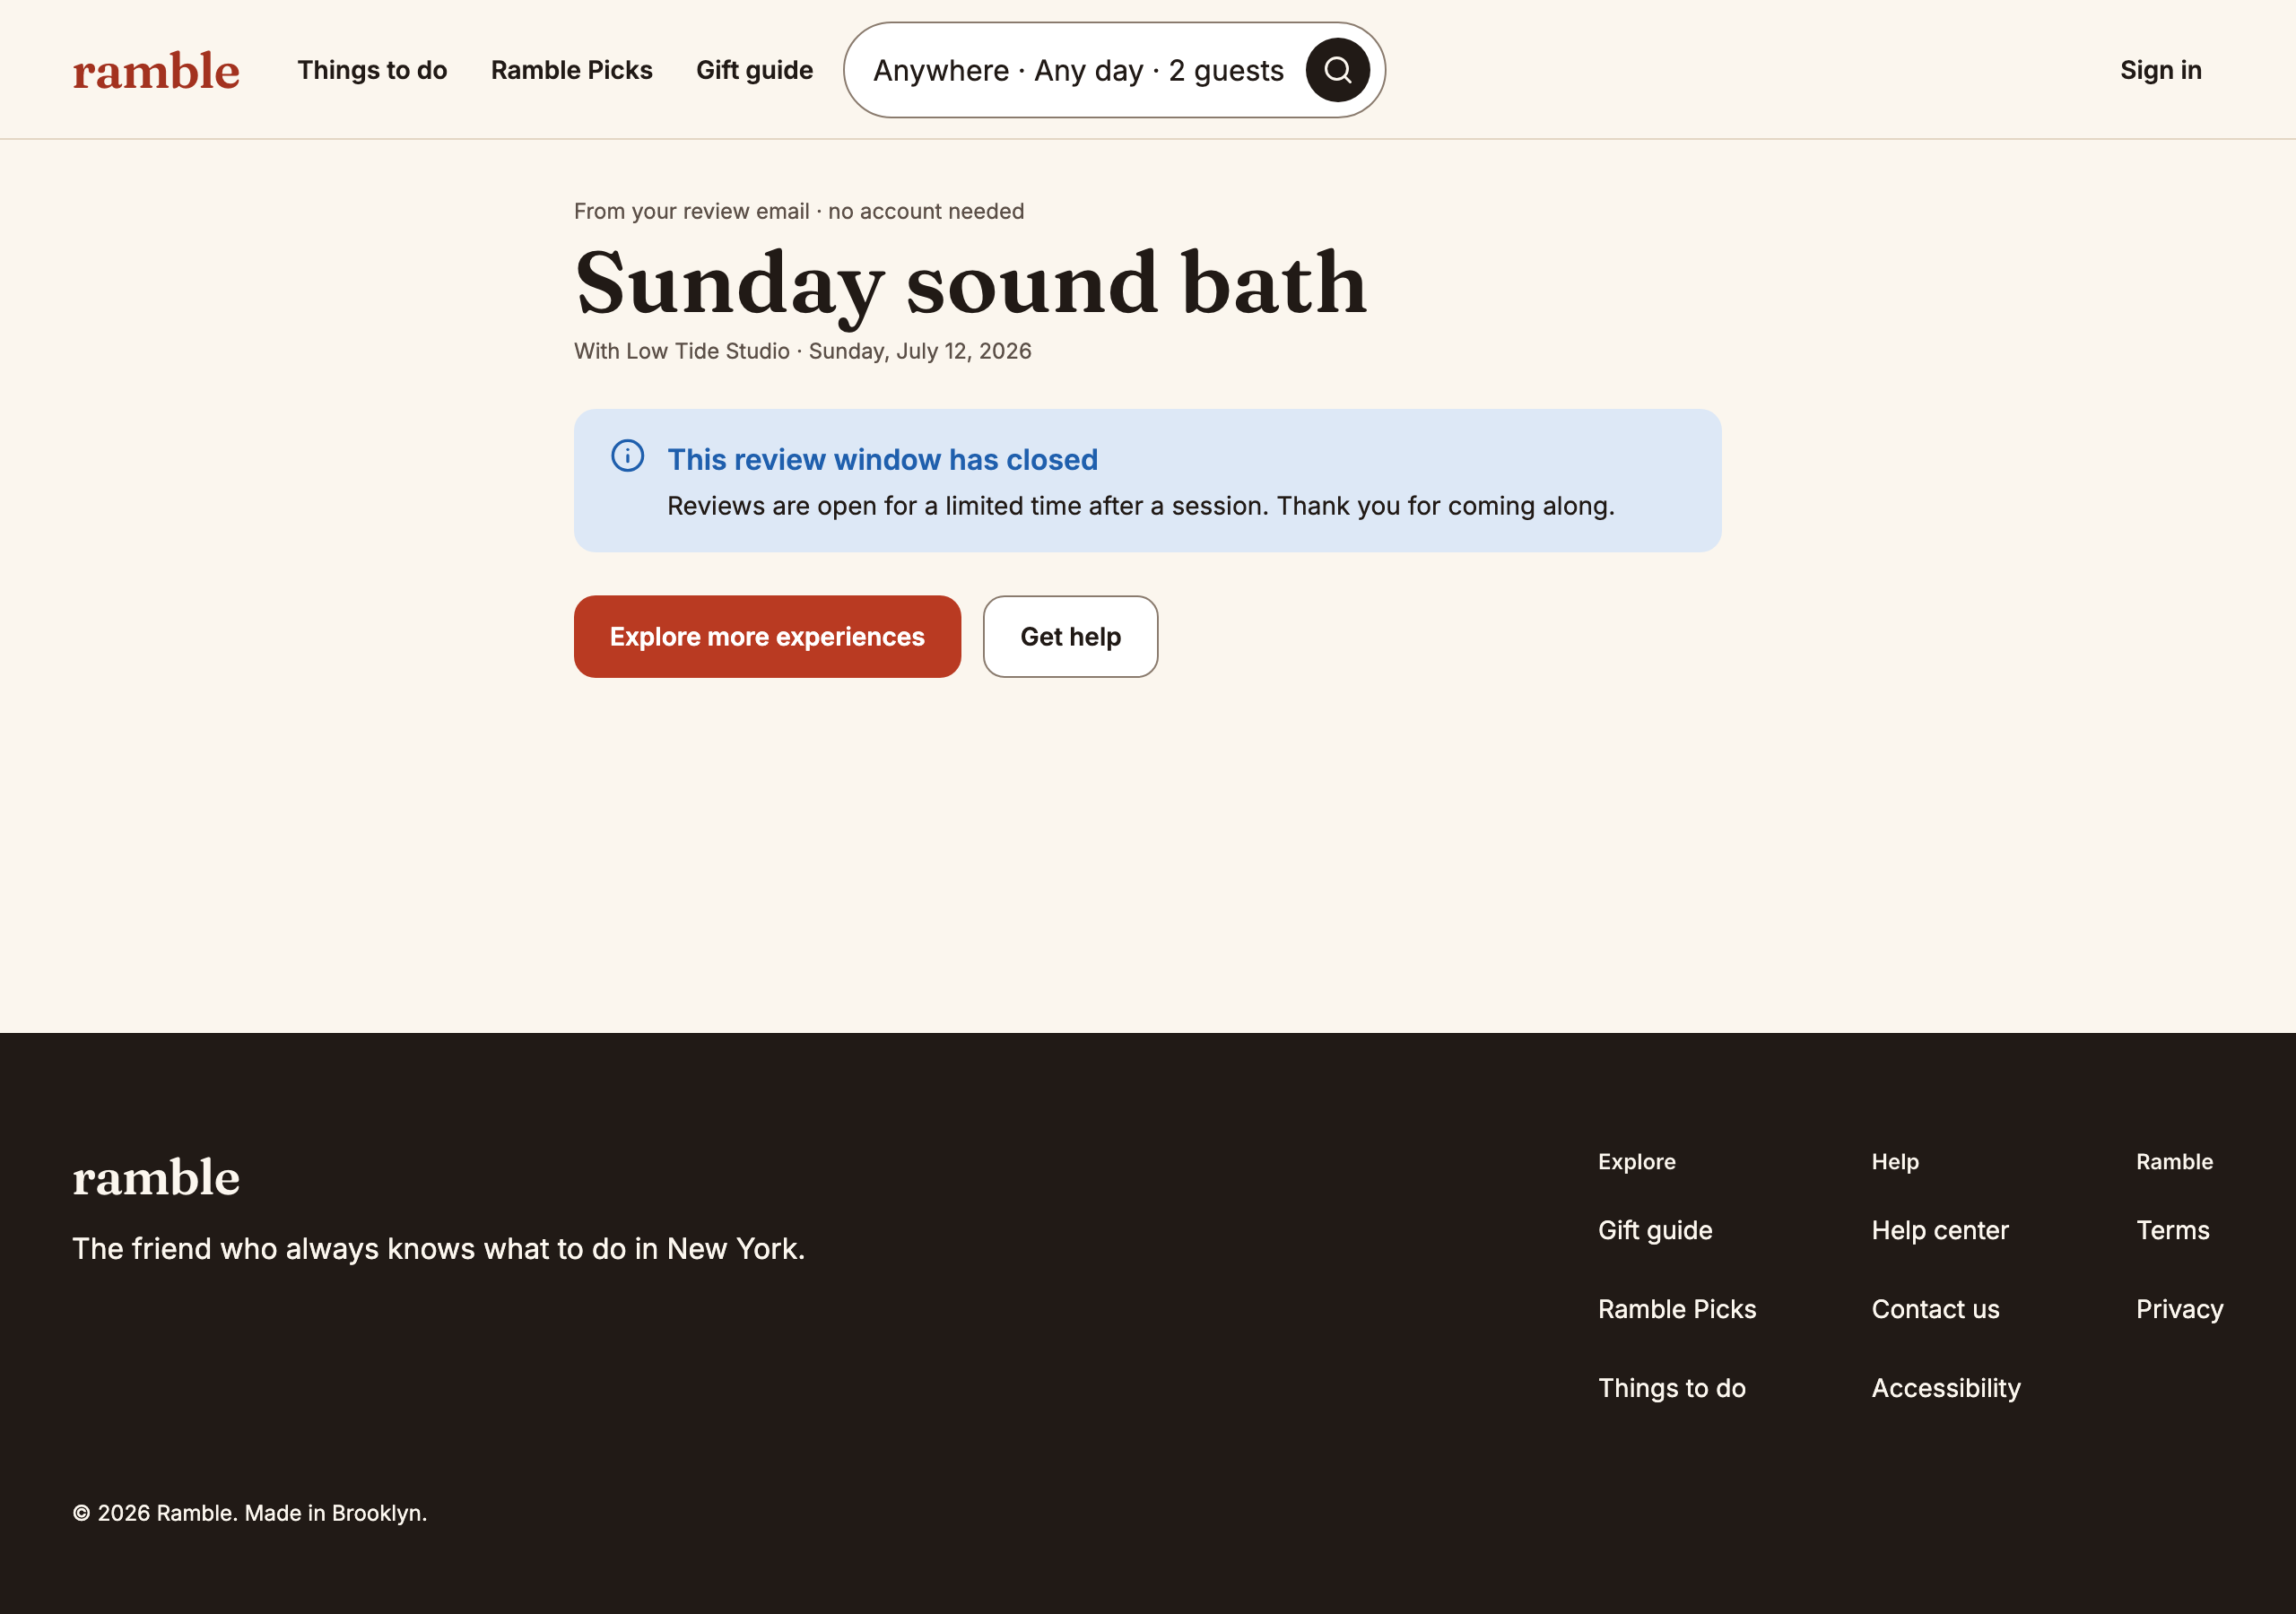 ramble
Things to do
Ramble Picks
Gift guide
Anywhere · Any day · 2 guests
Sign in
From your review email · no account needed
Sunday sound bath
With Low Tide Studio · Sunday, July 12, 2026
This review window has closed
Reviews are open for a limited time after a session. Thank you for coming along.
Explore more experiences
Get help
ramble
The friend who always knows what to do in New York.
Explore
Gift guide
Ramble Picks
Things to do
Help
Help center
Contact us
Accessibility
Ramble
Terms
Privacy
© 2026 Ramble. Made in Brooklyn.